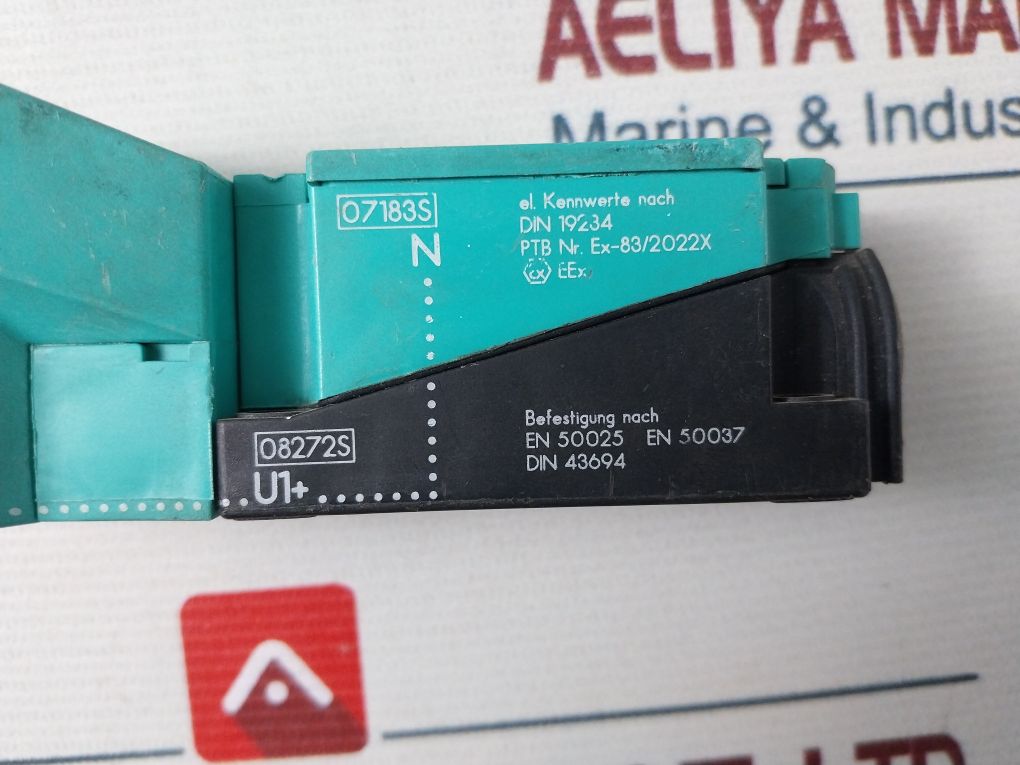 AELIYA MA
Marine & Indus
07183S
N
el. Kennwerte nach
DIN 19234
PTB Nr. Ex-83/2022X
EEx
08272S
U1+
Befestigung nach
EN 50025 EN 50037
DIN 43694
LTD